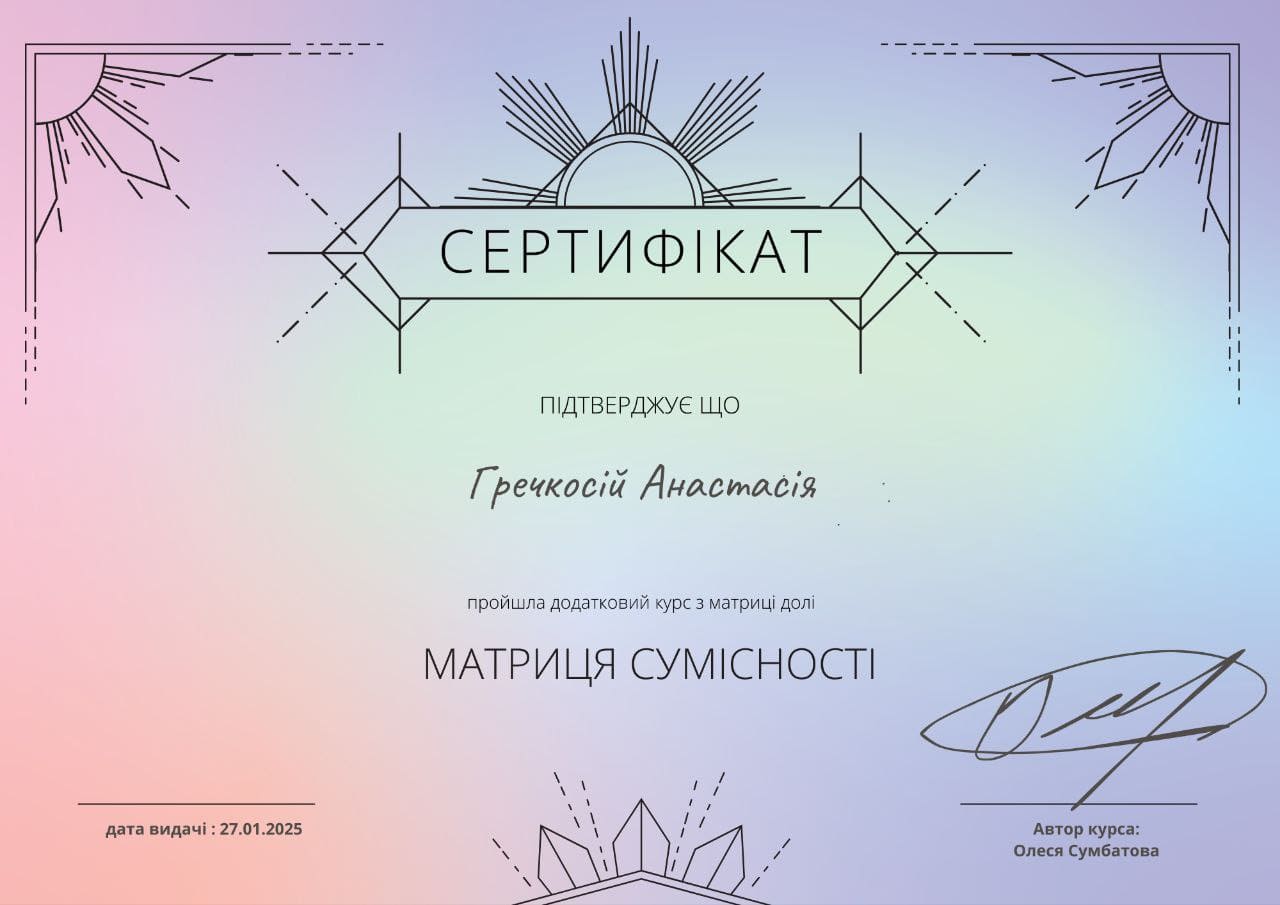 СЕРТИФІКАТ
ПІДТВЕРДЖУЄ ЩО
Гречкосій Анастасія
пройшла додатковий курс з матриці долі
МАТРИЦЯ СУМІСНОСТІ
дата видачі : 27.01.2025
Автор курса:
Олеся Сумбатова